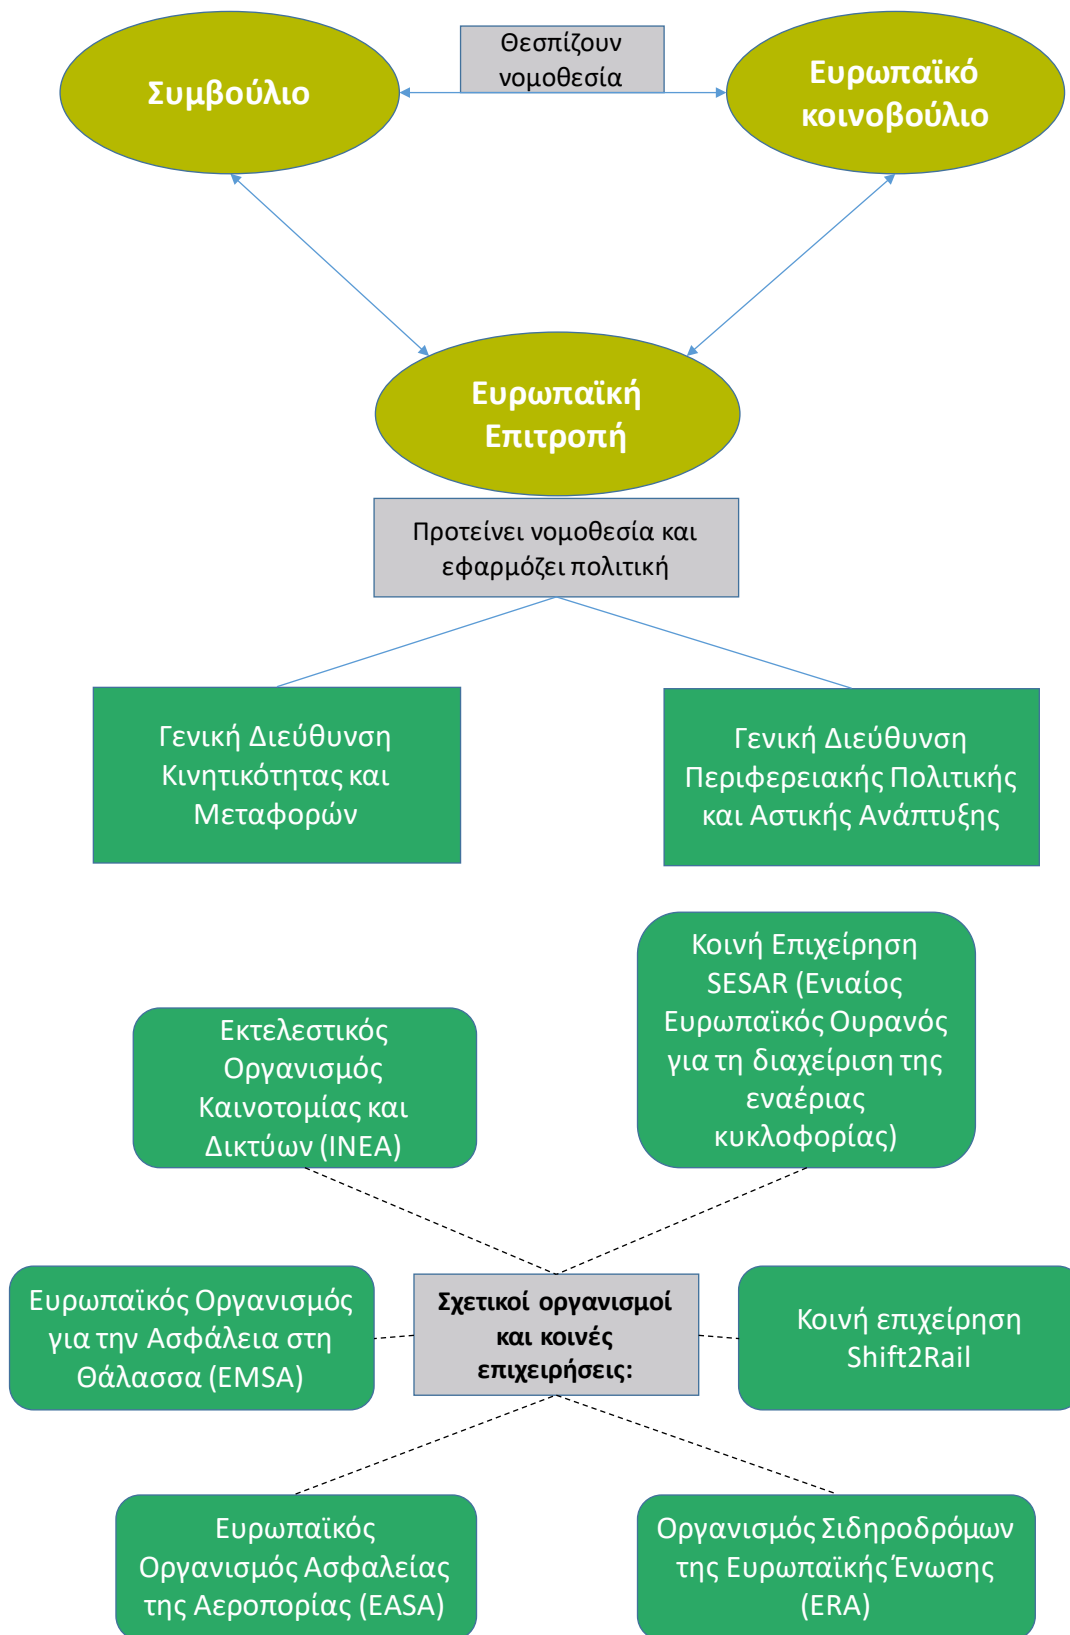 Συμβούλιο
Θεσπίζουν
νομοθεσία
Ευρωπαϊκό
κοινοβούλιο
Ευρωπαϊκή
Επιτροπή
Προτείνει νομοθεσία και
εφαρμόζει πολιτική
Γενική Διεύθυνση
Κινητικότητας και
Μεταφορών
Γενική Διεύθυνση
Περιφερειακής Πολιτικής
και Αστικής Ανάπτυξης
Εκτελεστικός
Οργανισμός
Καινοτομίας και
Δικτύων (INEA)
Κοινή Επιχείρηση
SESAR (Ενιαίος
Ευρωπαϊκός Ουρανός
για τη διαχείριση της
εναέριας
κυκλοφορίας)
Ευρωπαϊκός Οργανισμός
για την Ασφάλεια στη
Θάλασσα (EMSA)
Σχετικοί οργανισμοί
και κοινές
επιχειρήσεις:
Κοινή επιχείρηση
Shift2Rail
Ευρωπαϊκός
Οργανισμός Ασφαλείας
της Αεροπορίας (EASA)
Οργανισμός Σιδηροδρόμων
της Ευρωπαϊκής Ένωσης
(ERA)